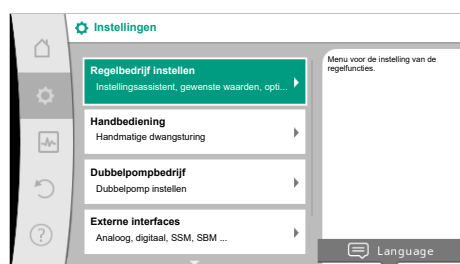 Instellingen
Regelbedrijf instellen
Instellingsassistent, gewenste waarden, opti...
Handbediening
Handmatige dwangsturing
Dubbelpompbedrijf
Dubbelpomp instellen
Externe interfaces
Analoog, digitaal, SSM, SBM ...
Menu voor de instelling van de
regelfuncties.
Language